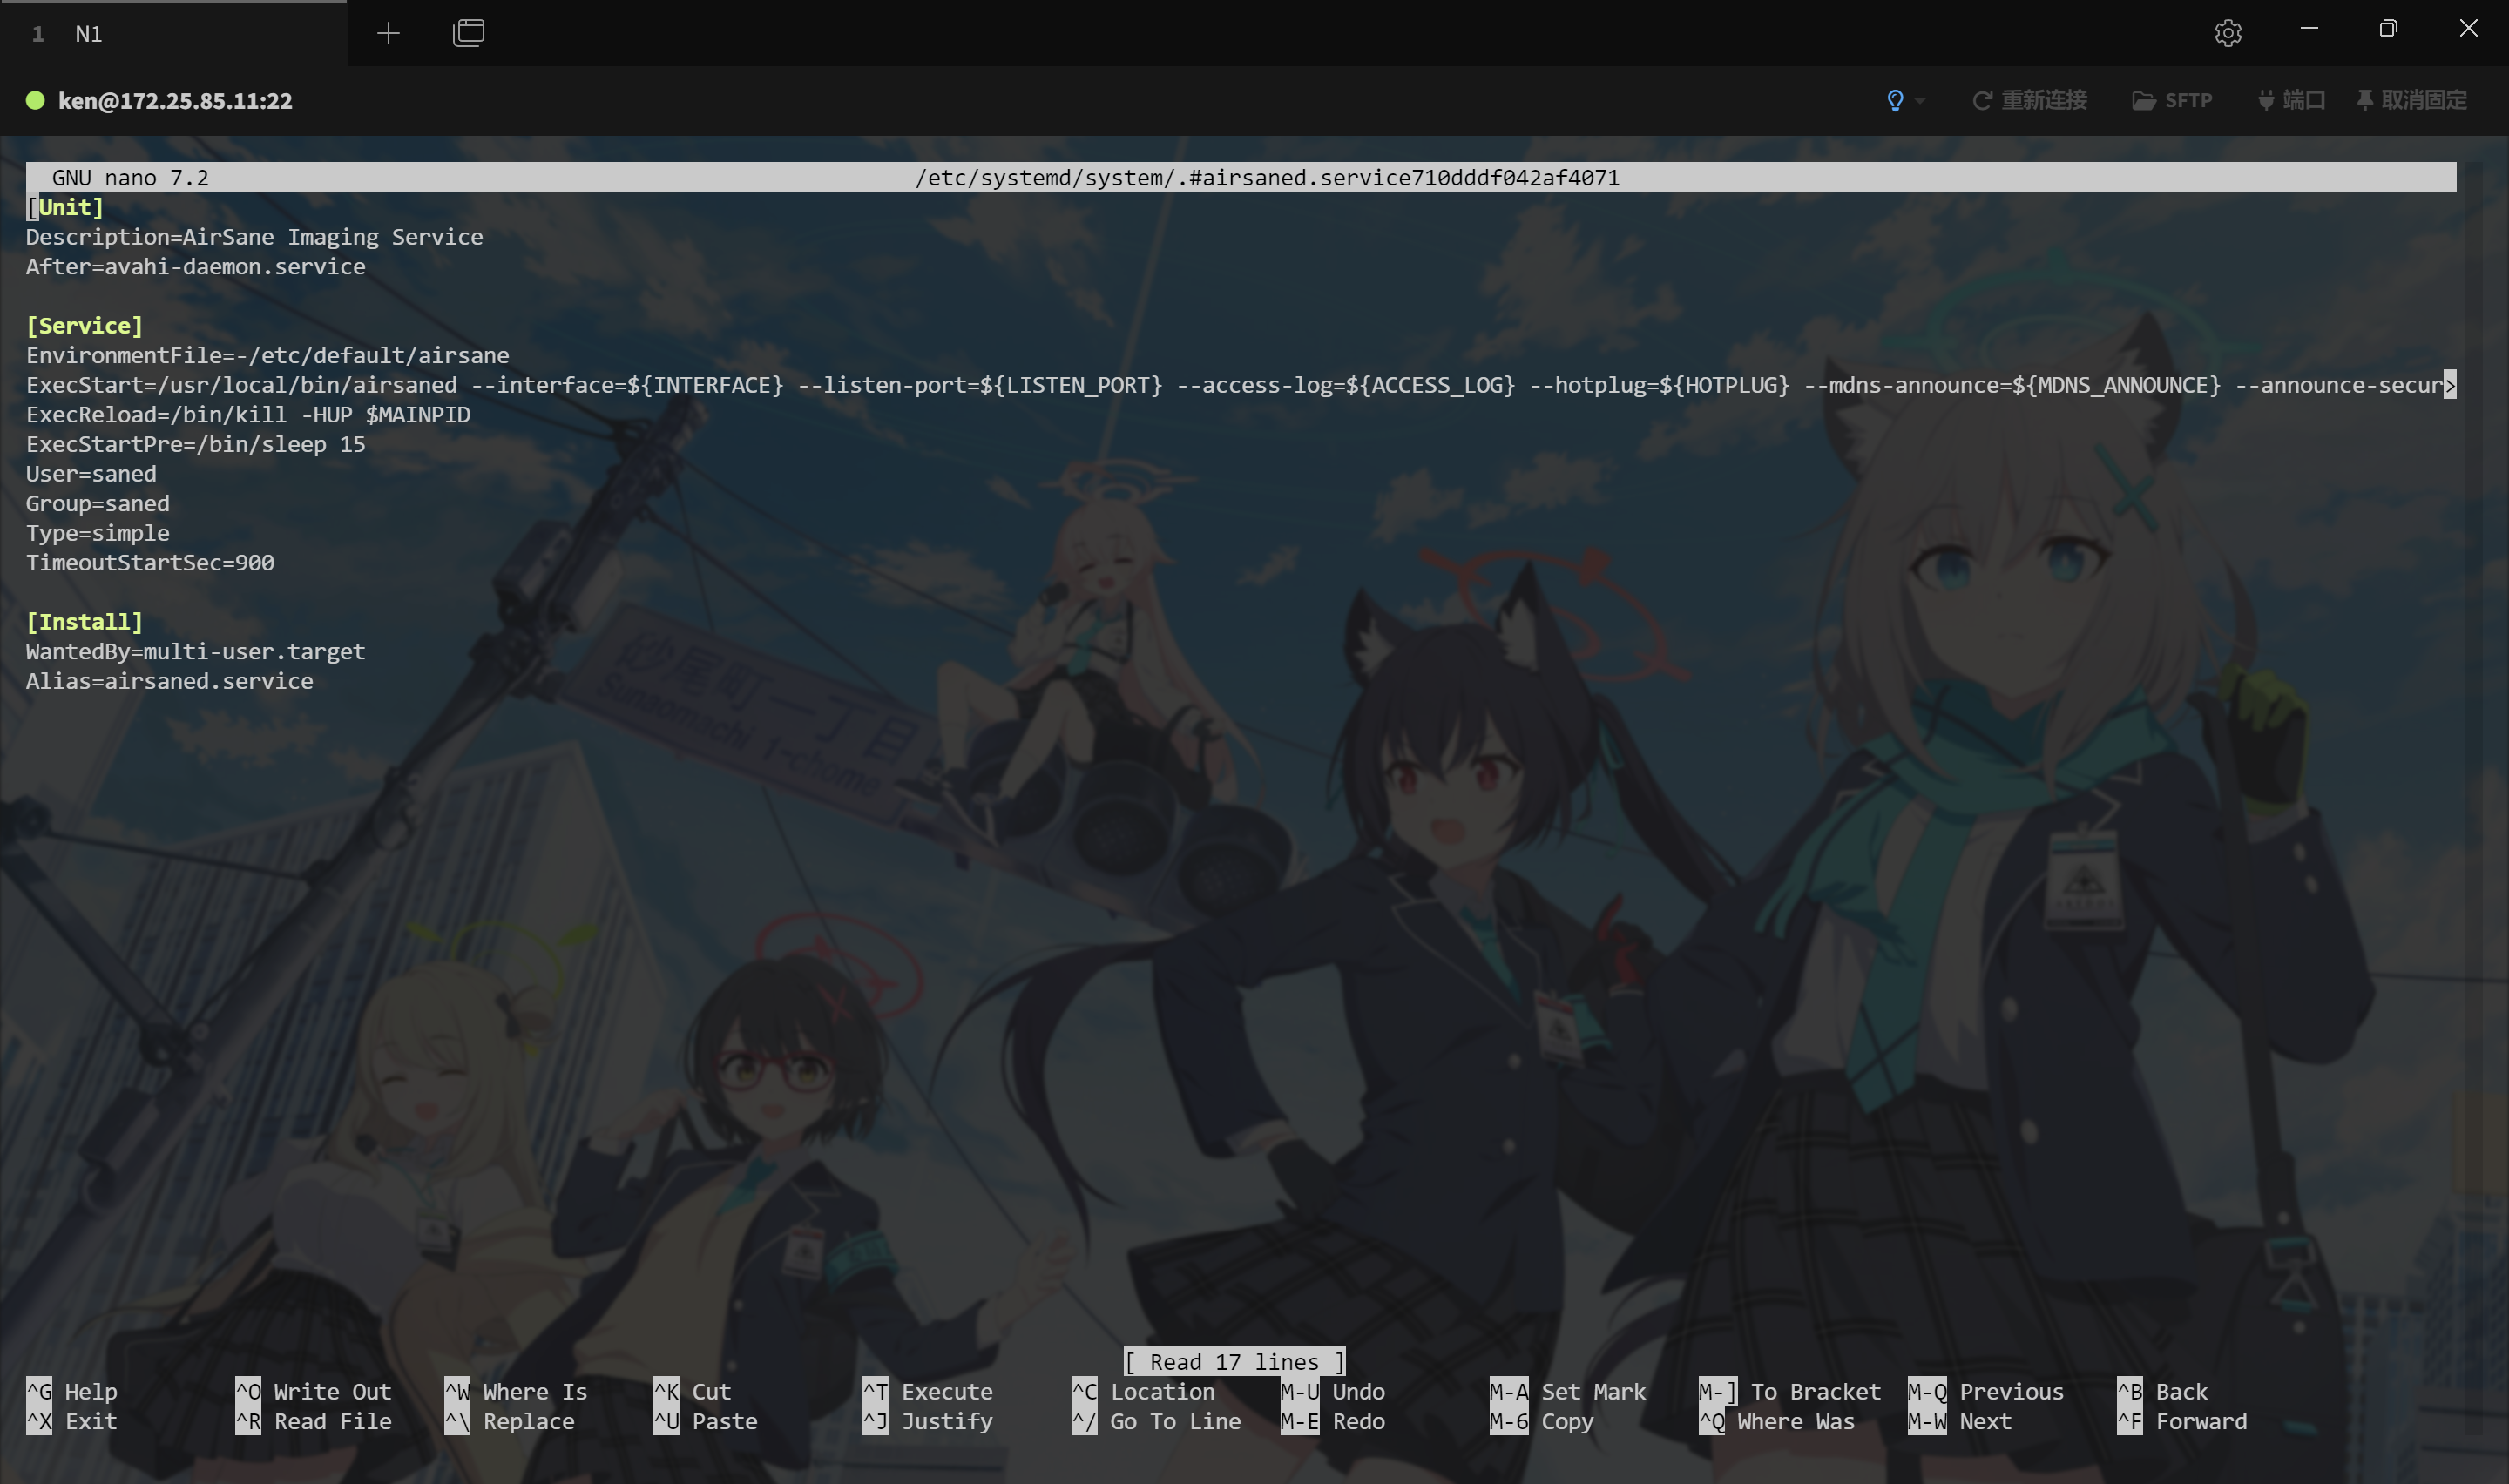 1 N1
ken@172.25.85.11:22 重新连接 SFTP 端口 取消固定
GNU nano 7.2 /etc/systemd/system/.#airsaned.service710dddf042af4071
[Unit]
Description=AirSane Imaging Service
After=avahi-daemon.service
[Service]
EnvironmentFile=-/etc/default/airsane
ExecStart=/usr/local/bin/airsaned --interface=${INTERFACE} --listen-port=${LISTEN_PORT} --access-log=${ACCESS_LOG} --hotplug=${HOTPLUG} --mdns-announce=${MDNS_ANNOUNCE} --announce-secur>
ExecReload=/bin/kill -HUP $MAINPID
ExecStartPre=/bin/sleep 15
User=saned
Group=saned
Type=simple
TimeoutStartSec=900
[Install]
WantedBy=multi-user.target
Alias=airsaned.service
砂尾町一丁目
Sunaomachi 1-chome
[ Read 17 lines ]
^G Help ^O Write Out ^W Where Is ^K Cut ^T Execute ^C Location M-U Undo M-A Set Mark M-] To Bracket M-Q Previous ^B Back
^X Exit ^R Read File ^\ Replace ^U Paste ^J Justify ^/ Go To Line M-E Redo M-6 Copy ^Q Where Was M-W Next ^F Forward